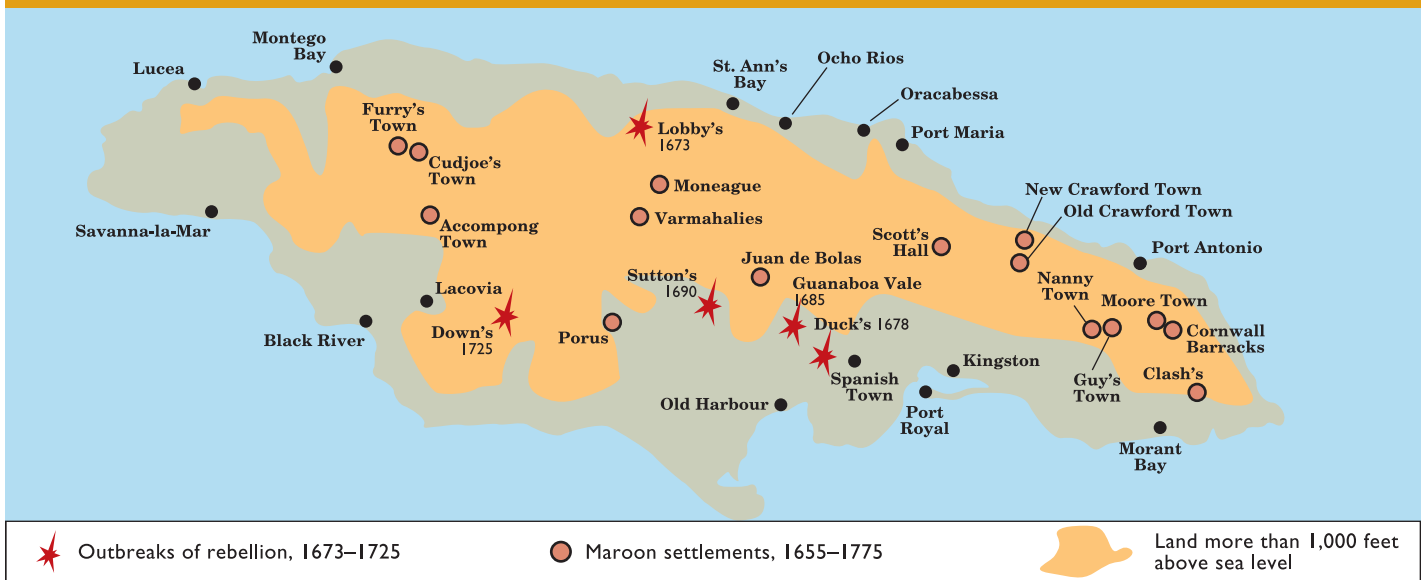 Montego
Bay
Lucea
St. Ann's
Bay
Ocho Rios
Oracabessa
Port Maria
Furry's
Town
Cudjoe's
Town
Lobby's
1673
Moneague
Varmahalies
Accompong
Town
Savanna-la-Mar
New Crawford Town
Old Crawford Town
Scott's
Hall
Port Antonio
Juan de Bolas
Sutton's
1690
Guanaboa Vale
1685
Duck's 1678
Nanny
Town
Moore Town
Cornwall
Barracks
Lacovia
Black River
Down's
1725
Porus
Spanish
Town
Kingston
Guy's
Town
Clash's
Old Harbour
Port
Royal
Morant
Bay
Outbreaks of rebellion, 1673–1725
Maroon settlements, 1655–1775
Land more than 1,000 feet
above sea level